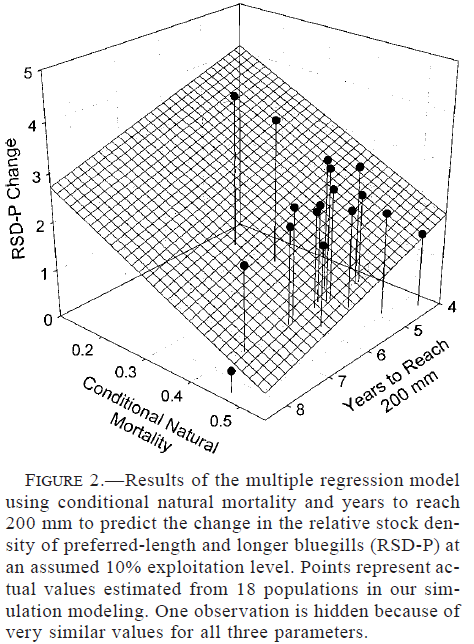 5
4
3
2
1
0
RSD-P Change
0.2
0.3
0.4
0.5
Conditional Natural
Mortality
8
7
6
5
4
Years to Reach
200 mm
FIGURE 2.—Results of the multiple regression model
using conditional natural mortality and years to reach
200 mm to predict the change in the relative stock den-
sity of preferred-length and longer bluegills (RSD-P) at
an assumed 10% exploitation level. Points represent ac-
tual values estimated from 18 populations in our sim-
ulation modeling. One observation is hidden because of
very similar values for all three parameters.